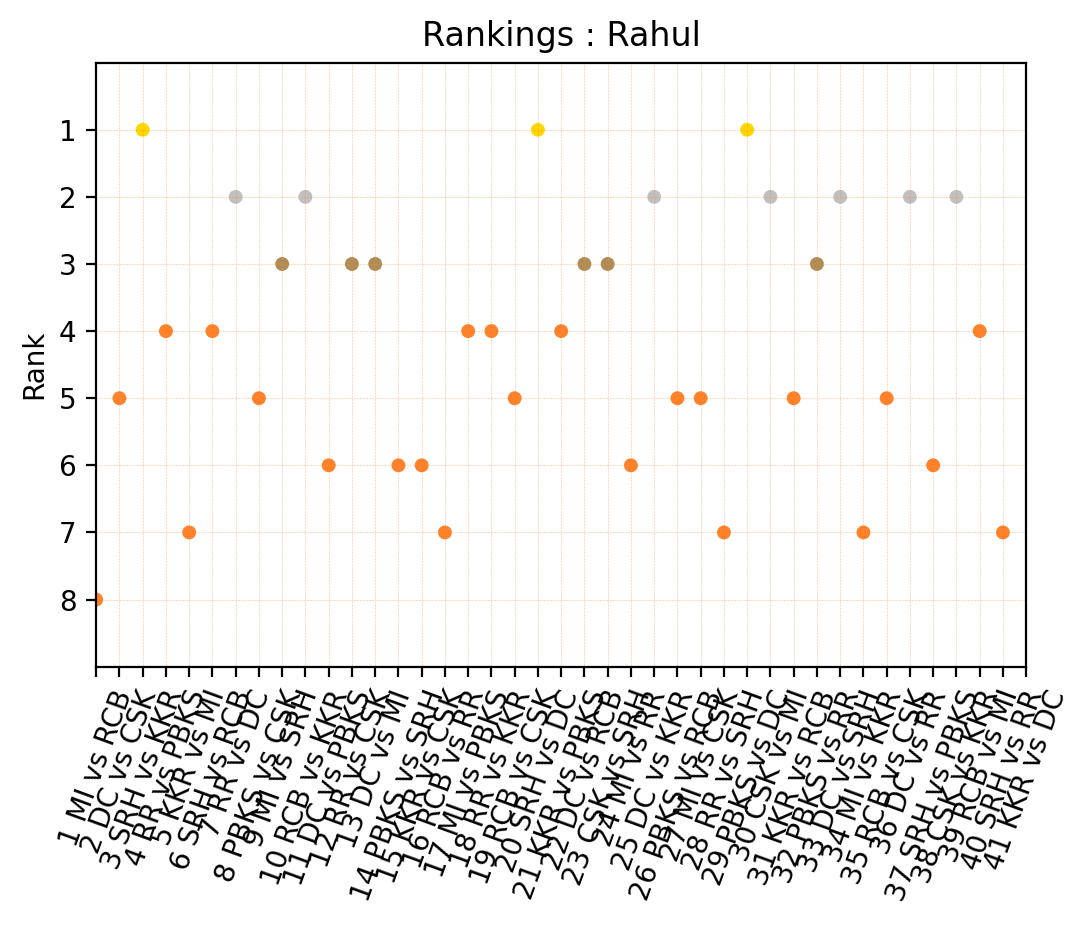 Rankings : Rahul
Rank
1
2
3
4
5
6
7
8
1 MI vs RCB
2 DC vs CSK
3 SRH vs KKR
4 RR vs PBKS
5 KKR vs MI
6 SRH vs RCB
7 RR vs DC
8 PBKS vs CSK
9 MI vs SRH
10 RCB vs KKR
11 DC vs PBKS
12 RR vs CSK
13 DC vs MI
14 PBKS vs SRH
15 KKR vs CSK
16 RCB vs RR
17 MI vs PBKS
18 RR vs KKR
19 RCB vs CSK
20 SRH vs DC
21 KKR vs PBKS
22 DC vs RCB
23 CSK vs SRH
24 MI vs RR
25 DC vs KKR
26 PBKS vs RCB
27 MI vs CSK
28 RR vs SRH
29 PBKS vs DC
30 CSK vs MI
31 KKR vs RCB
32 PBKS vs RR
33 DC vs SRH
34 MI vs KKR
35 RCB vs CSK
36 DC vs RR
37 SRH vs PBKS
38 CSK vs KKR
39 RCB vs MI
40 SRH vs RR
41 KKR vs DC